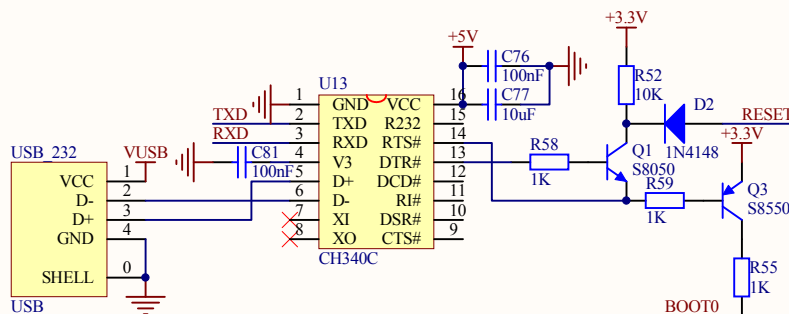 +3.3V
+5V
C76
100nF
C77
10uF
R52
10K
D2
1N4148
RESET
+3.3V
U13
1 GND VCC 16
2 TXD R232 15
3 RXD RTS# 14
4 V3 DTR# 13
5 D+ DCD# 12
6 D- RI# 11
7 XI DSR# 10
8 XO CTS# 9
CH340C
TXD
RXD
C81
100nF
VUSB
USB_232
VCC 1
D- 2
D+ 3
GND 4
SHELL 0
USB
R58
1K
Q1
S8050
R59
1K
Q3
S8550
R55
1K
BOOT0